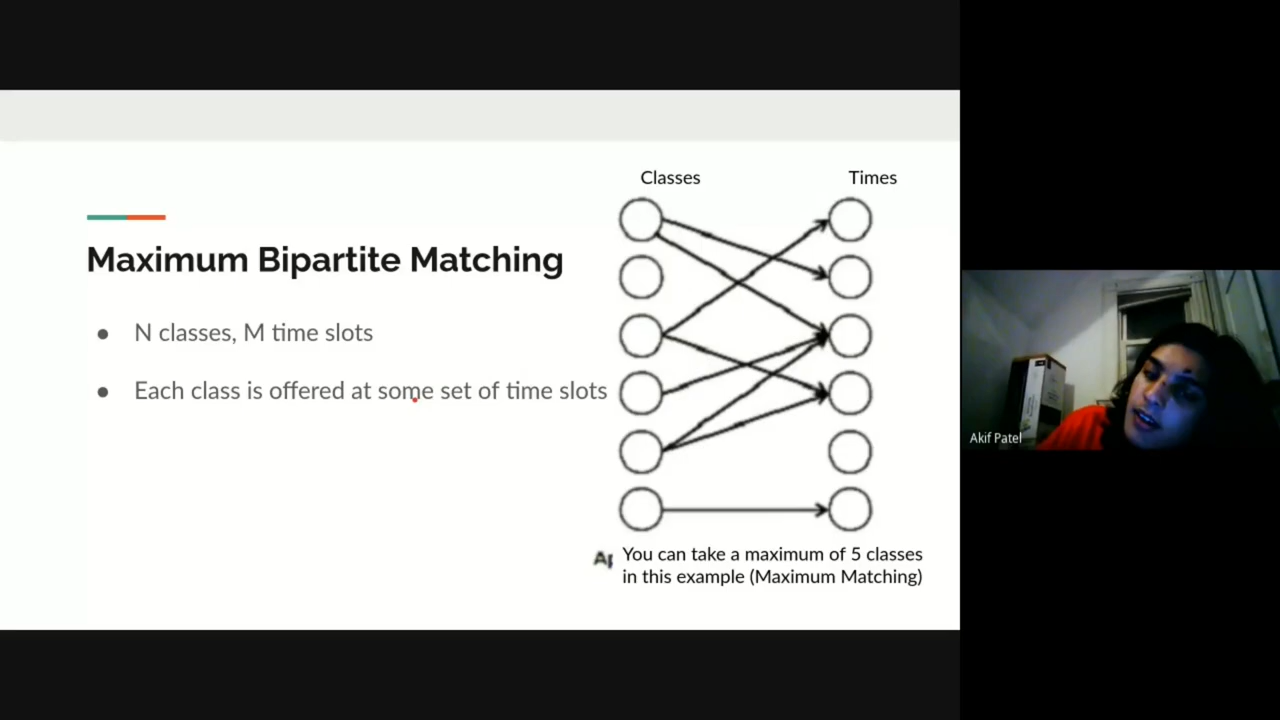 Classes
Times
Maximum Bipartite Matching
● N classes, M time slots
● Each class is offered at some set of time slots
You can take a maximum of 5 classes
in this example (Maximum Matching)
Akif Patel